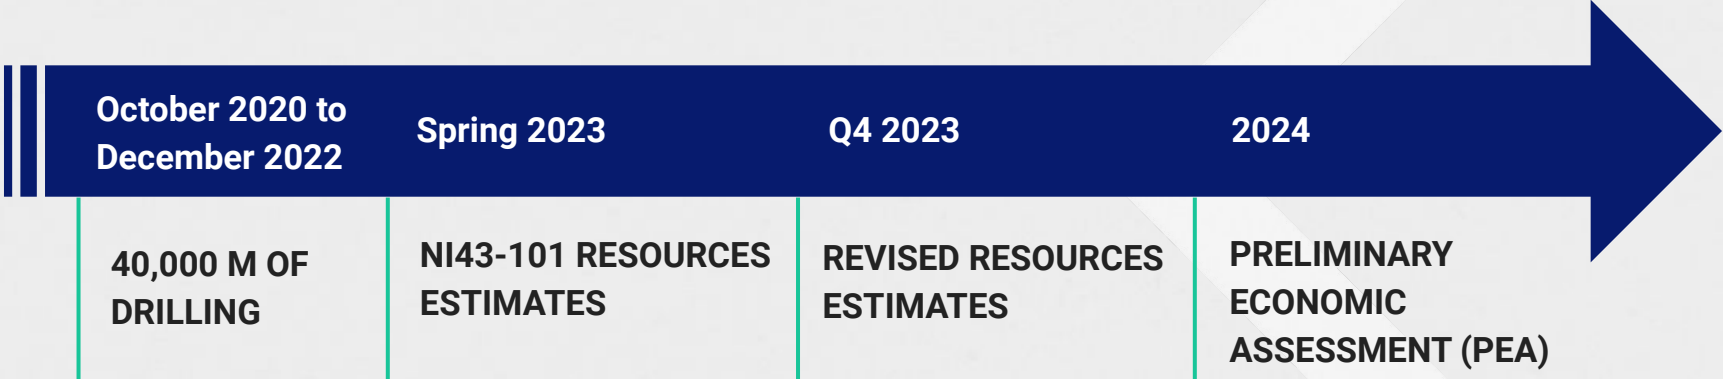 October 2020 to
December 2022
Spring 2023
Q4 2023
2024
40,000 M OF
DRILLING
NI43-101 RESOURCES
ESTIMATES
REVISED RESOURCES
ESTIMATES
PRELIMINARY
ECONOMIC
ASSESSMENT (PEA)